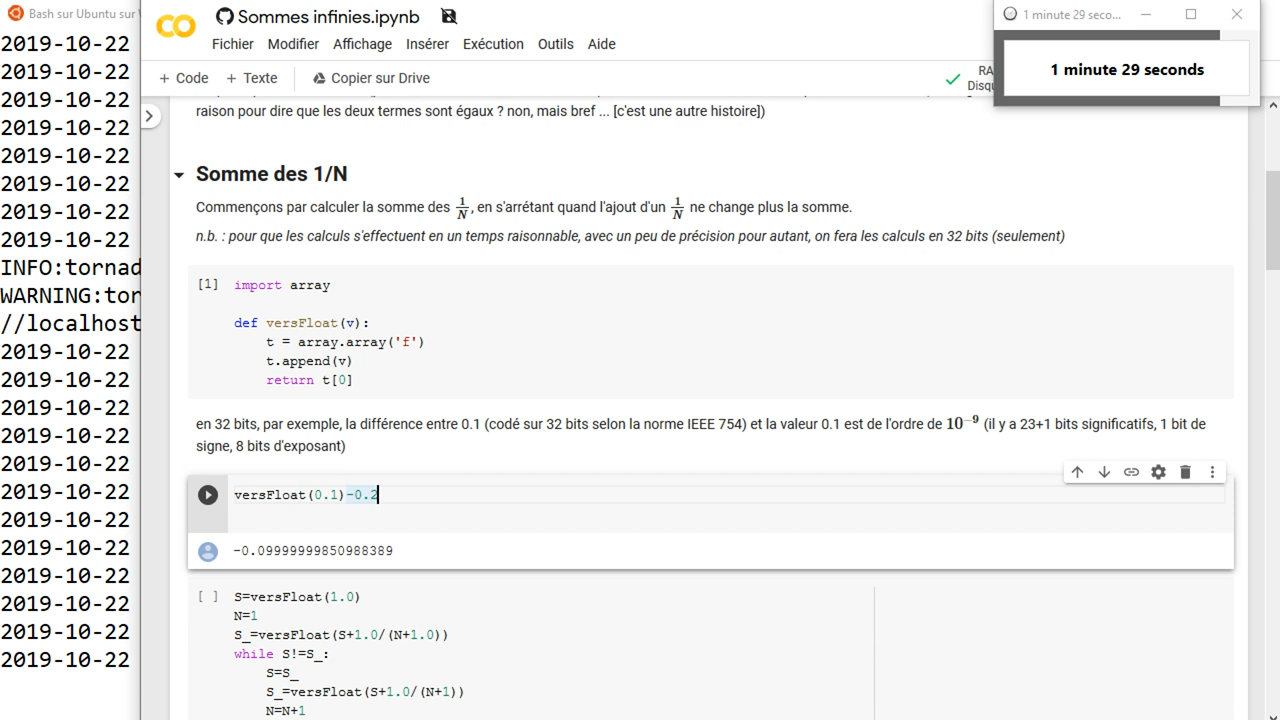 Bash sur Ubuntu sur
2019-10-22
2019-10-22
2019-10-22
2019-10-22
2019-10-22
2019-10-22
2019-10-22
2019-10-22
INFO:tornad
WARNING:tor
//localhost
2019-10-22
2019-10-22
2019-10-22
2019-10-22
2019-10-22
2019-10-22
2019-10-22
2019-10-22
2019-10-22
2019-10-22
2019-10-22
2019-10-22
CO
Sommes infinies.ipynb
Fichier Modifier Affichage Insérer Exécution Outils Aide
+ Code + Texte Copier sur Drive
RA
Disqu
1 minute 29 seco...
1 minute 29 seconds
raison pour dire que les deux termes sont égaux ? non, mais bref ... [c'est une autre histoire])
Somme des 1/N
Commençons par calculer la somme des 1/N, en s'arrétant quand l'ajout d'un 1/N ne change plus la somme.
n.b. : pour que les calculs s'effectuent en un temps raisonnable, avec un peu de précision pour autant, on fera les calculs en 32 bits (seulement)
[1] import array
def versFloat(v):
t = array.array('f')
t.append(v)
return t[0]
en 32 bits, par exemple, la différence entre 0.1 (codé sur 32 bits selon la norme IEEE 754) et la valeur 0.1 est de l'ordre de 10⁻⁹ (il y a 23+1 bits significatifs, 1 bit de
signe, 8 bits d'exposant)
versFloat(0.1)-0.2
-0.09999999850988389
[ ] S=versFloat(1.0)
N=1
S_=versFloat(S+1.0/(N+1.0))
while S!=S_:
S=S_
S_=versFloat(S+1.0/(N+1))
N=N+1